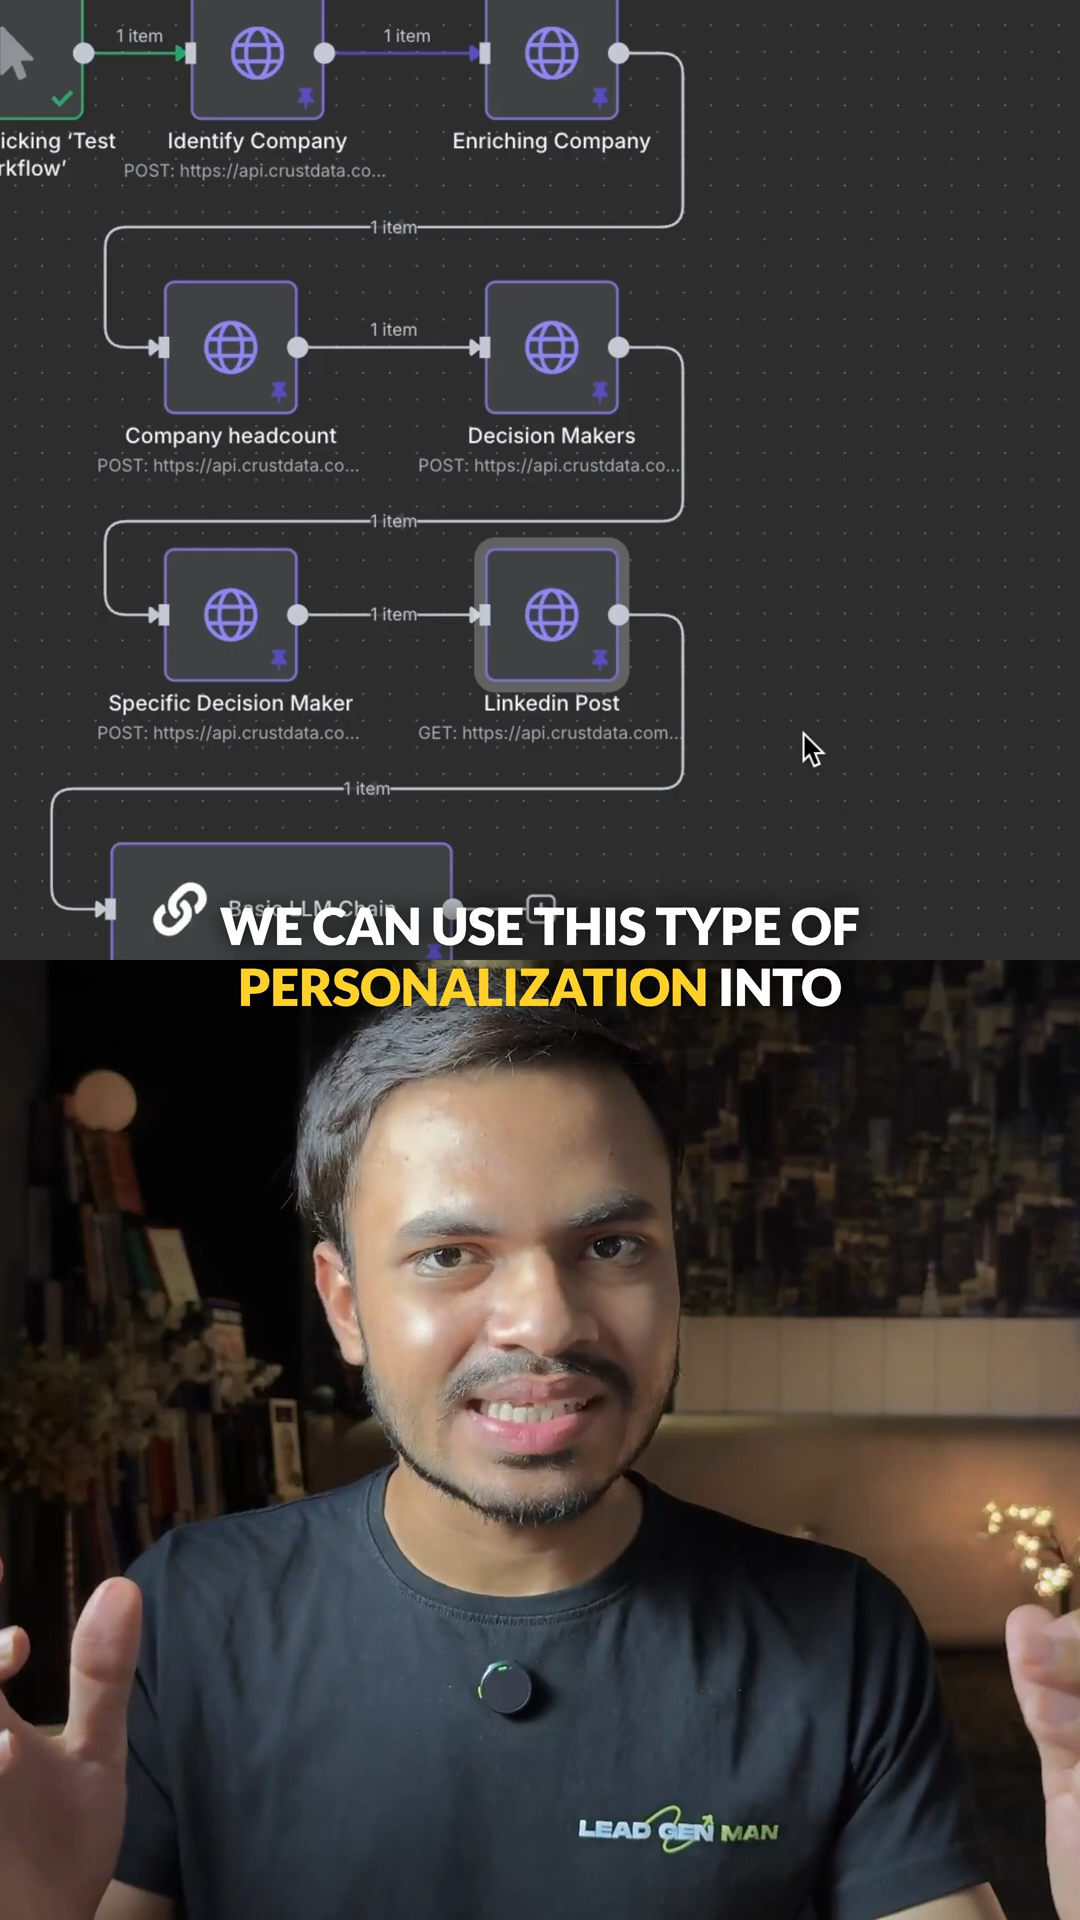 1 item
1 item
icking ‘Test
rkflow’
Identify Company
POST: https://api.crustdata.co...
Enriching Company
1 item
1 item
Company headcount
POST: https://api.crustdata.co...
Decision Makers
POST: https://api.crustdata.co...
1 item
1 item
Specific Decision Maker
POST: https://api.crustdata.co...
Linkedin Post
GET: https://api.crustdata.com...
1 item
Basic LLM Chain
WE CAN USE THIS TYPE OF
PERSONALIZATION INTO
LEAD GEN MAN